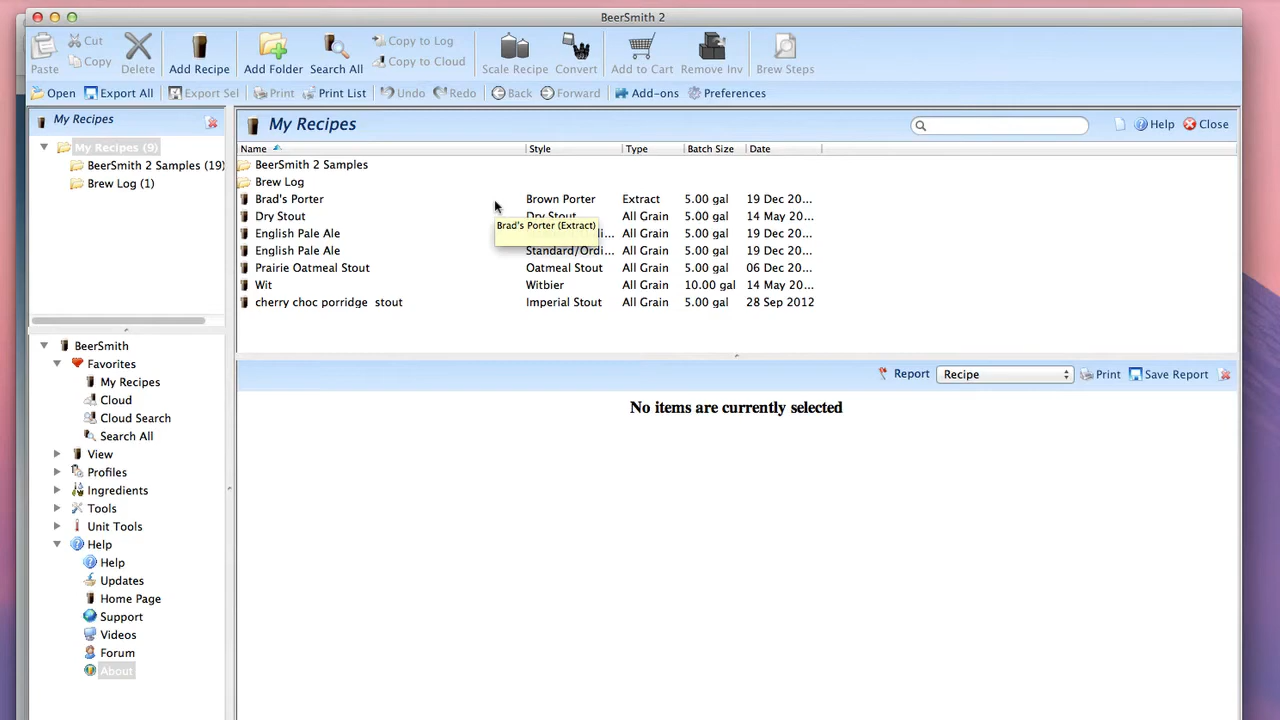 BeerSmith 2
Cut
Copy
Paste
Delete
Add Recipe
Add Folder
Search All
Copy to Log
Copy to Cloud
Scale Recipe
Convert
Add to Cart
Remove Inv
Brew Steps
Open Export All Export Sel Print Print List Undo Redo Back Forward Add-ons Preferences
My Recipes
My Recipes (9)
BeerSmith 2 Samples (19)
Brew Log (1)
BeerSmith
Favorites
My Recipes
Cloud
Cloud Search
Search All
View
Profiles
Ingredients
Tools
Unit Tools
Help
Help
Updates
Home Page
Support
Videos
Forum
About
My Recipes Help Close
Name Style Type Batch Size Date
BeerSmith 2 Samples
Brew Log
Brad's Porter Brown Porter Extract 5.00 gal 19 Dec 20...
Dry Stout Dry Stout All Grain 5.00 gal 14 May 20...
Brad's Porter (Extract)
English Pale Ale li... All Grain 5.00 gal 19 Dec 20...
English Pale Ale Standard/Ordi... All Grain 5.00 gal 19 Dec 20...
Prairie Oatmeal Stout Oatmeal Stout All Grain 5.00 gal 06 Dec 20...
Wit Witbier All Grain 10.00 gal 14 May 20...
cherry choc porridge stout Imperial Stout All Grain 5.00 gal 28 Sep 2012
Report Recipe Print Save Report
No items are currently selected